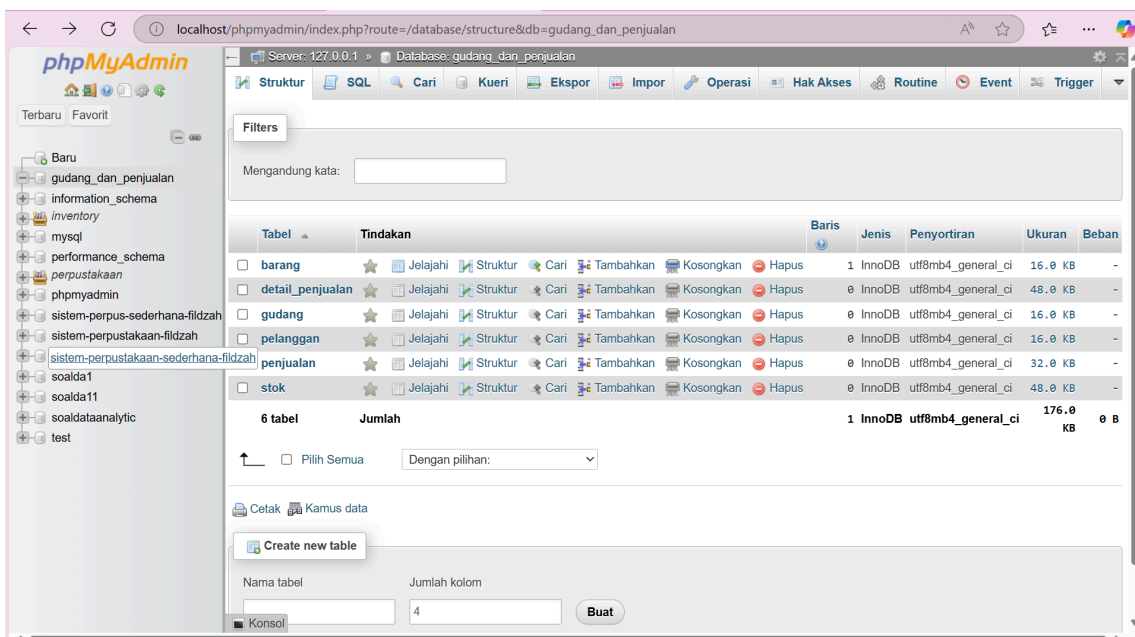 localhost/phpmyadmin/index.php?route=/database/structure&db=gudang_dan_penjualan
phpMyAdmin
Terbaru Favorit
Baru
gudang_dan_penjualan
information_schema
inventory
mysql
performance_schema
perpustakaan
phpmyadmin
sistem-perpus-sederhana-fildzah
sistem-perpustakaan-fildzah
sistem-perpustakaan-sederhana-fildzah
soalda1
soalda11
soaldataanalytic
test
Server: 127.0.0.1 » Database: gudang_dan_penjualan
Struktur SQL Cari Kueri Ekspor Impor Operasi Hak Akses Routine Event Trigger
Filters
Mengandung kata:
Tabel Tindakan Baris Jenis Penyortiran Ukuran Beban
barang Jelajahi Struktur Cari Tambahkan Kosongkan Hapus 1 InnoDB utf8mb4_general_ci 16.0 KB -
detail_penjualan Jelajahi Struktur Cari Tambahkan Kosongkan Hapus 0 InnoDB utf8mb4_general_ci 48.0 KB -
gudang Jelajahi Struktur Cari Tambahkan Kosongkan Hapus 0 InnoDB utf8mb4_general_ci 16.0 KB -
pelanggan Jelajahi Struktur Cari Tambahkan Kosongkan Hapus 0 InnoDB utf8mb4_general_ci 16.0 KB -
penjualan Jelajahi Struktur Cari Tambahkan Kosongkan Hapus 0 InnoDB utf8mb4_general_ci 32.0 KB -
stok Jelajahi Struktur Cari Tambahkan Kosongkan Hapus 0 InnoDB utf8mb4_general_ci 48.0 KB -
6 tabel Jumlah 1 InnoDB utf8mb4_general_ci 176.0 KB 0 B
Pilih Semua Dengan pilihan:
Cetak Kamus data
Create new table
Nama tabel Jumlah kolom
4 Buat
Konsol